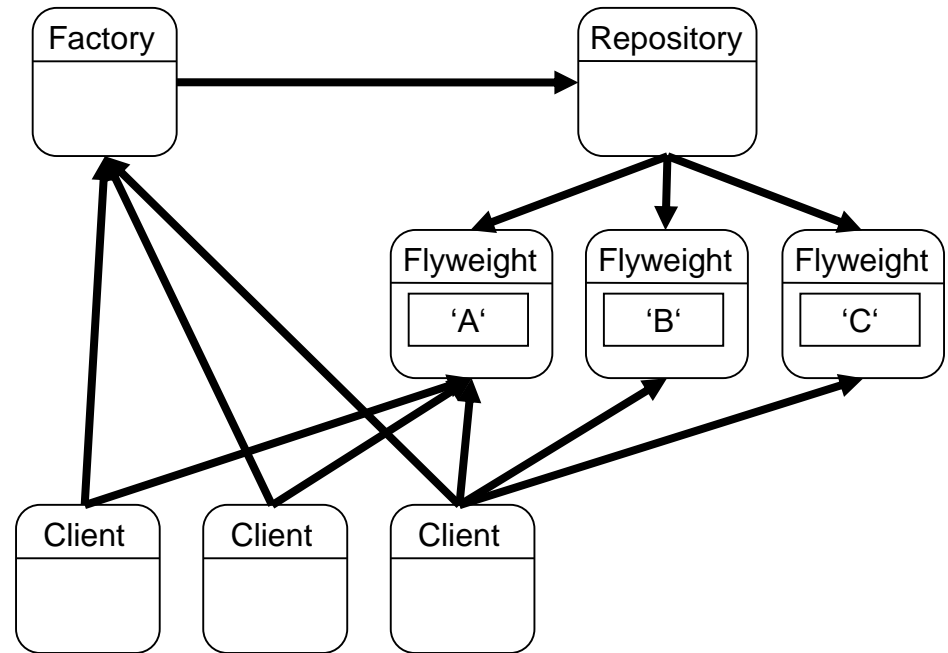 Factory
Repository
Flyweight
Flyweight
Flyweight
‘A‘
‘B‘
‘C‘
Client
Client
Client